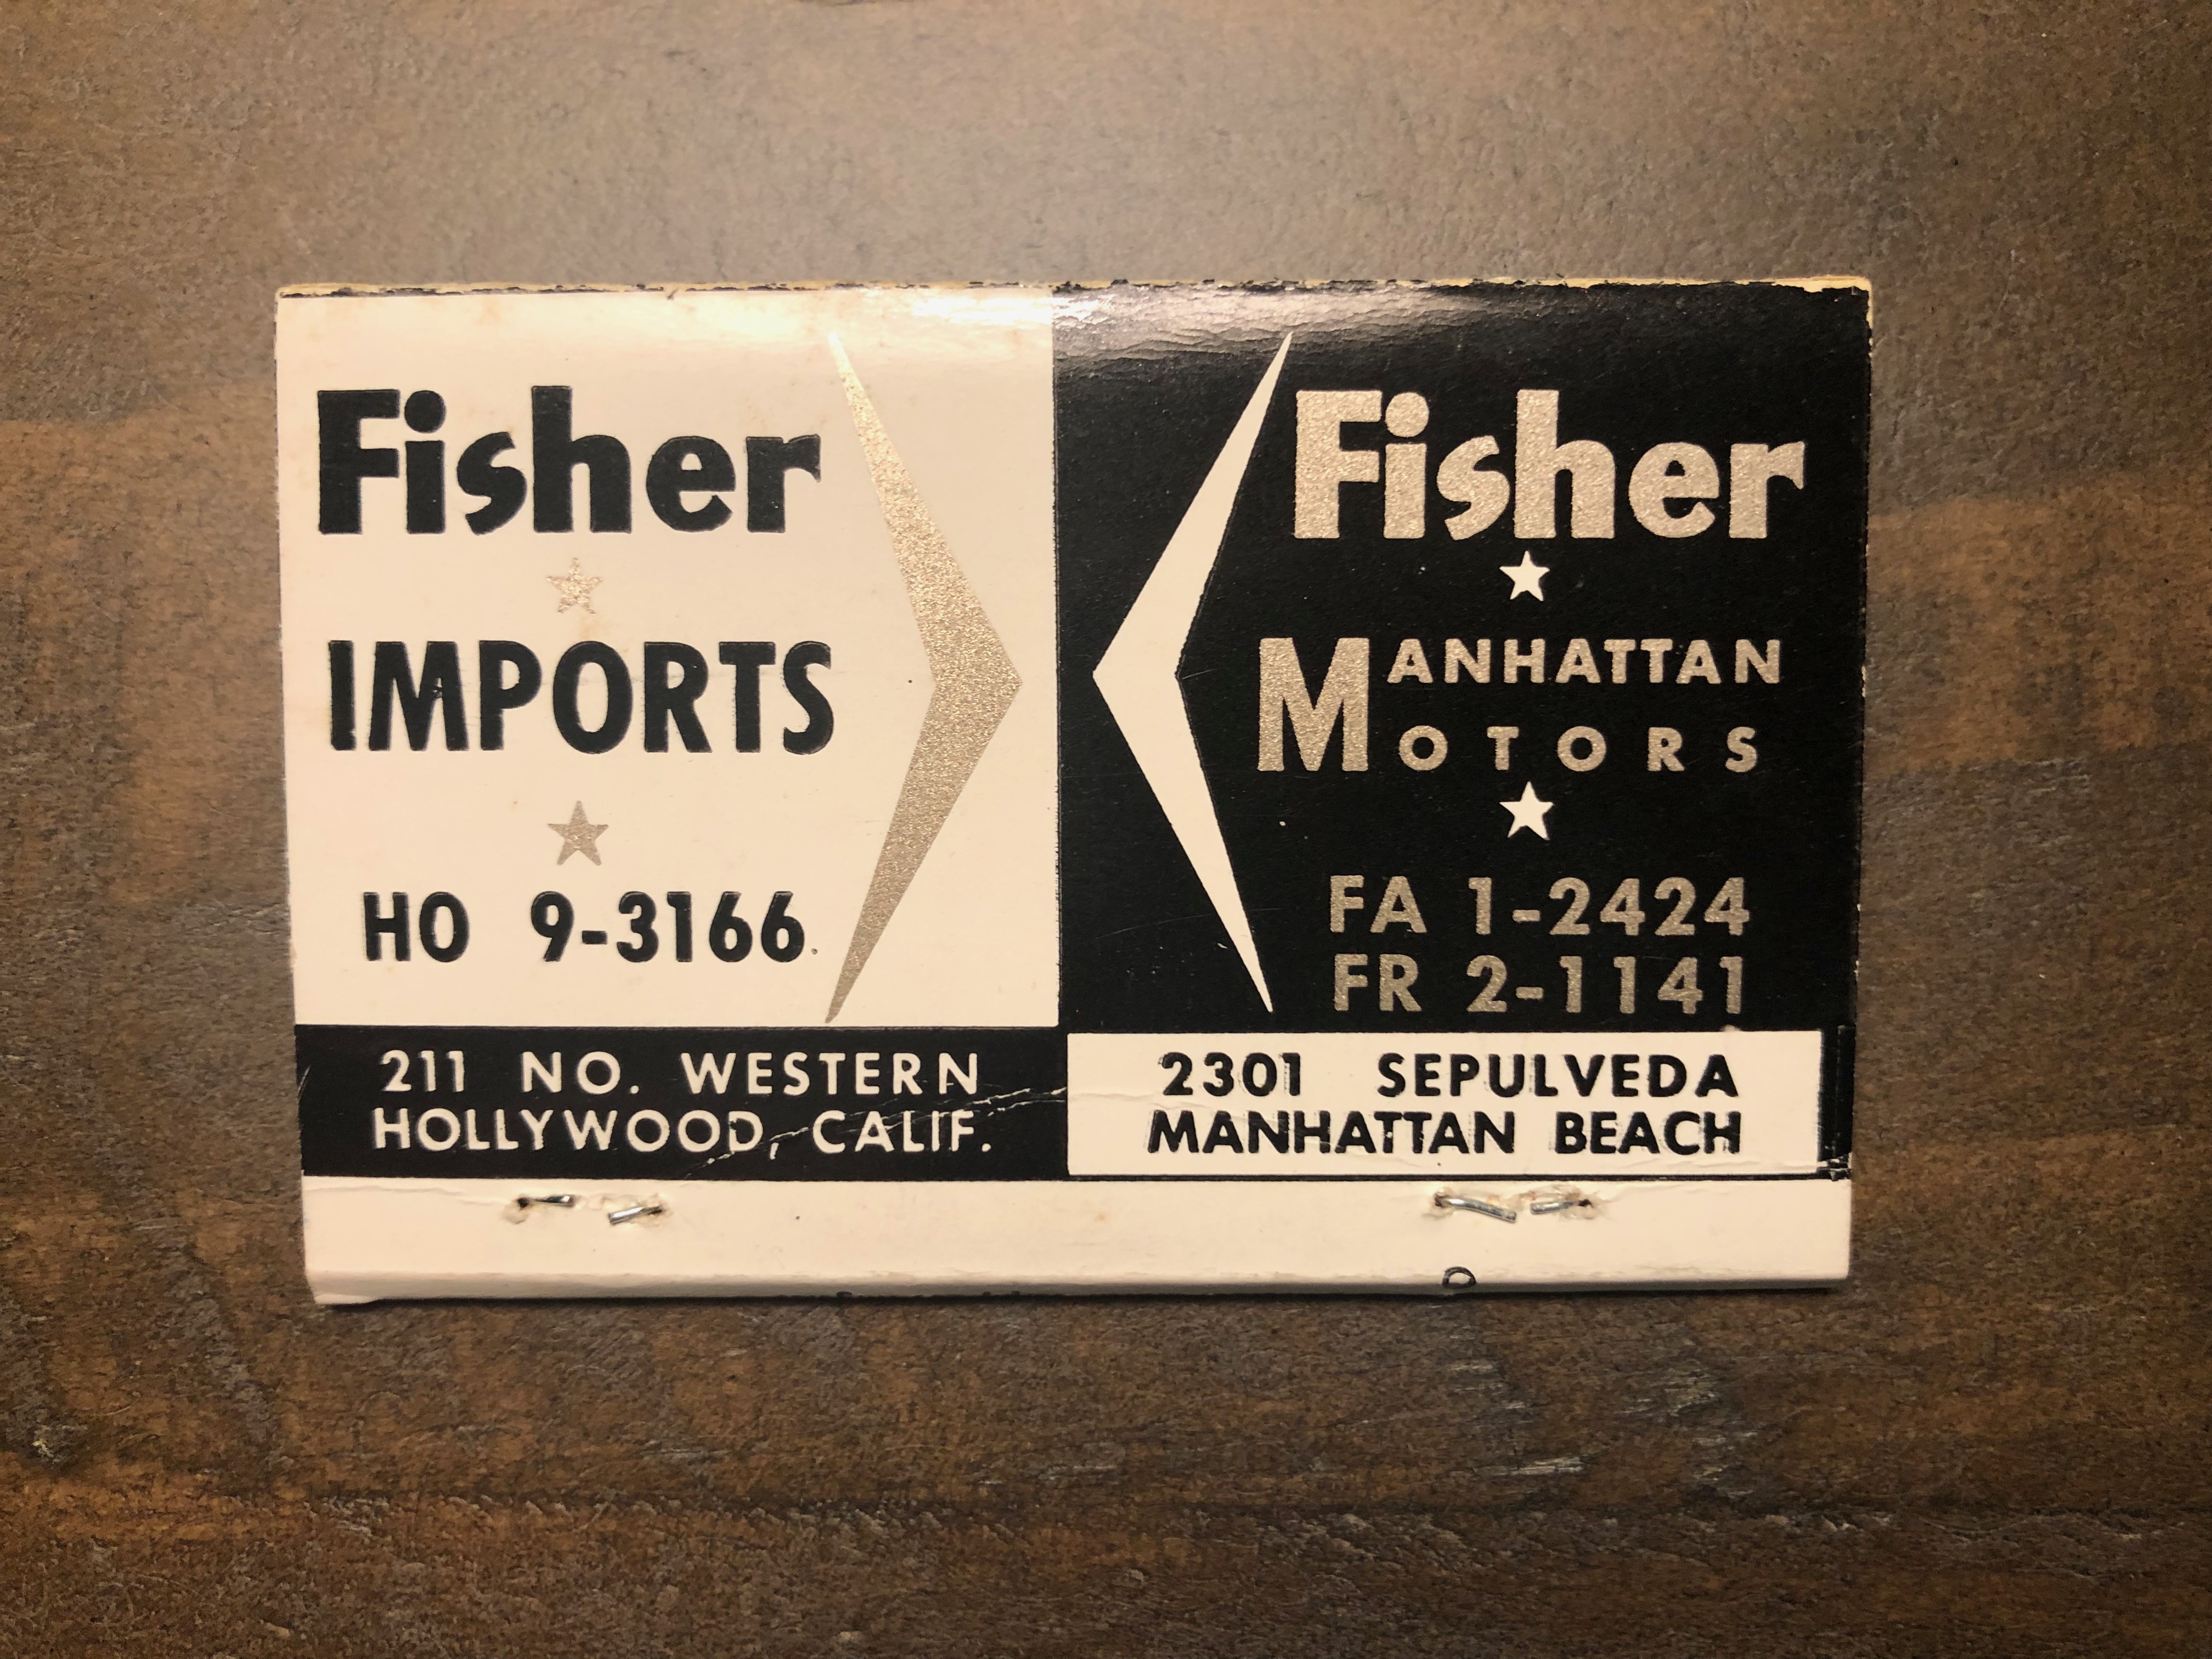 Fisher
IMPORTS
HO 9-3166
211 NO. WESTERN
HOLLYWOOD, CALIF.
Fisher
MANHATTAN
MOTORS
FA 1-2424
FR 2-1141
2301 SEPULVEDA
MANHATTAN BEACH